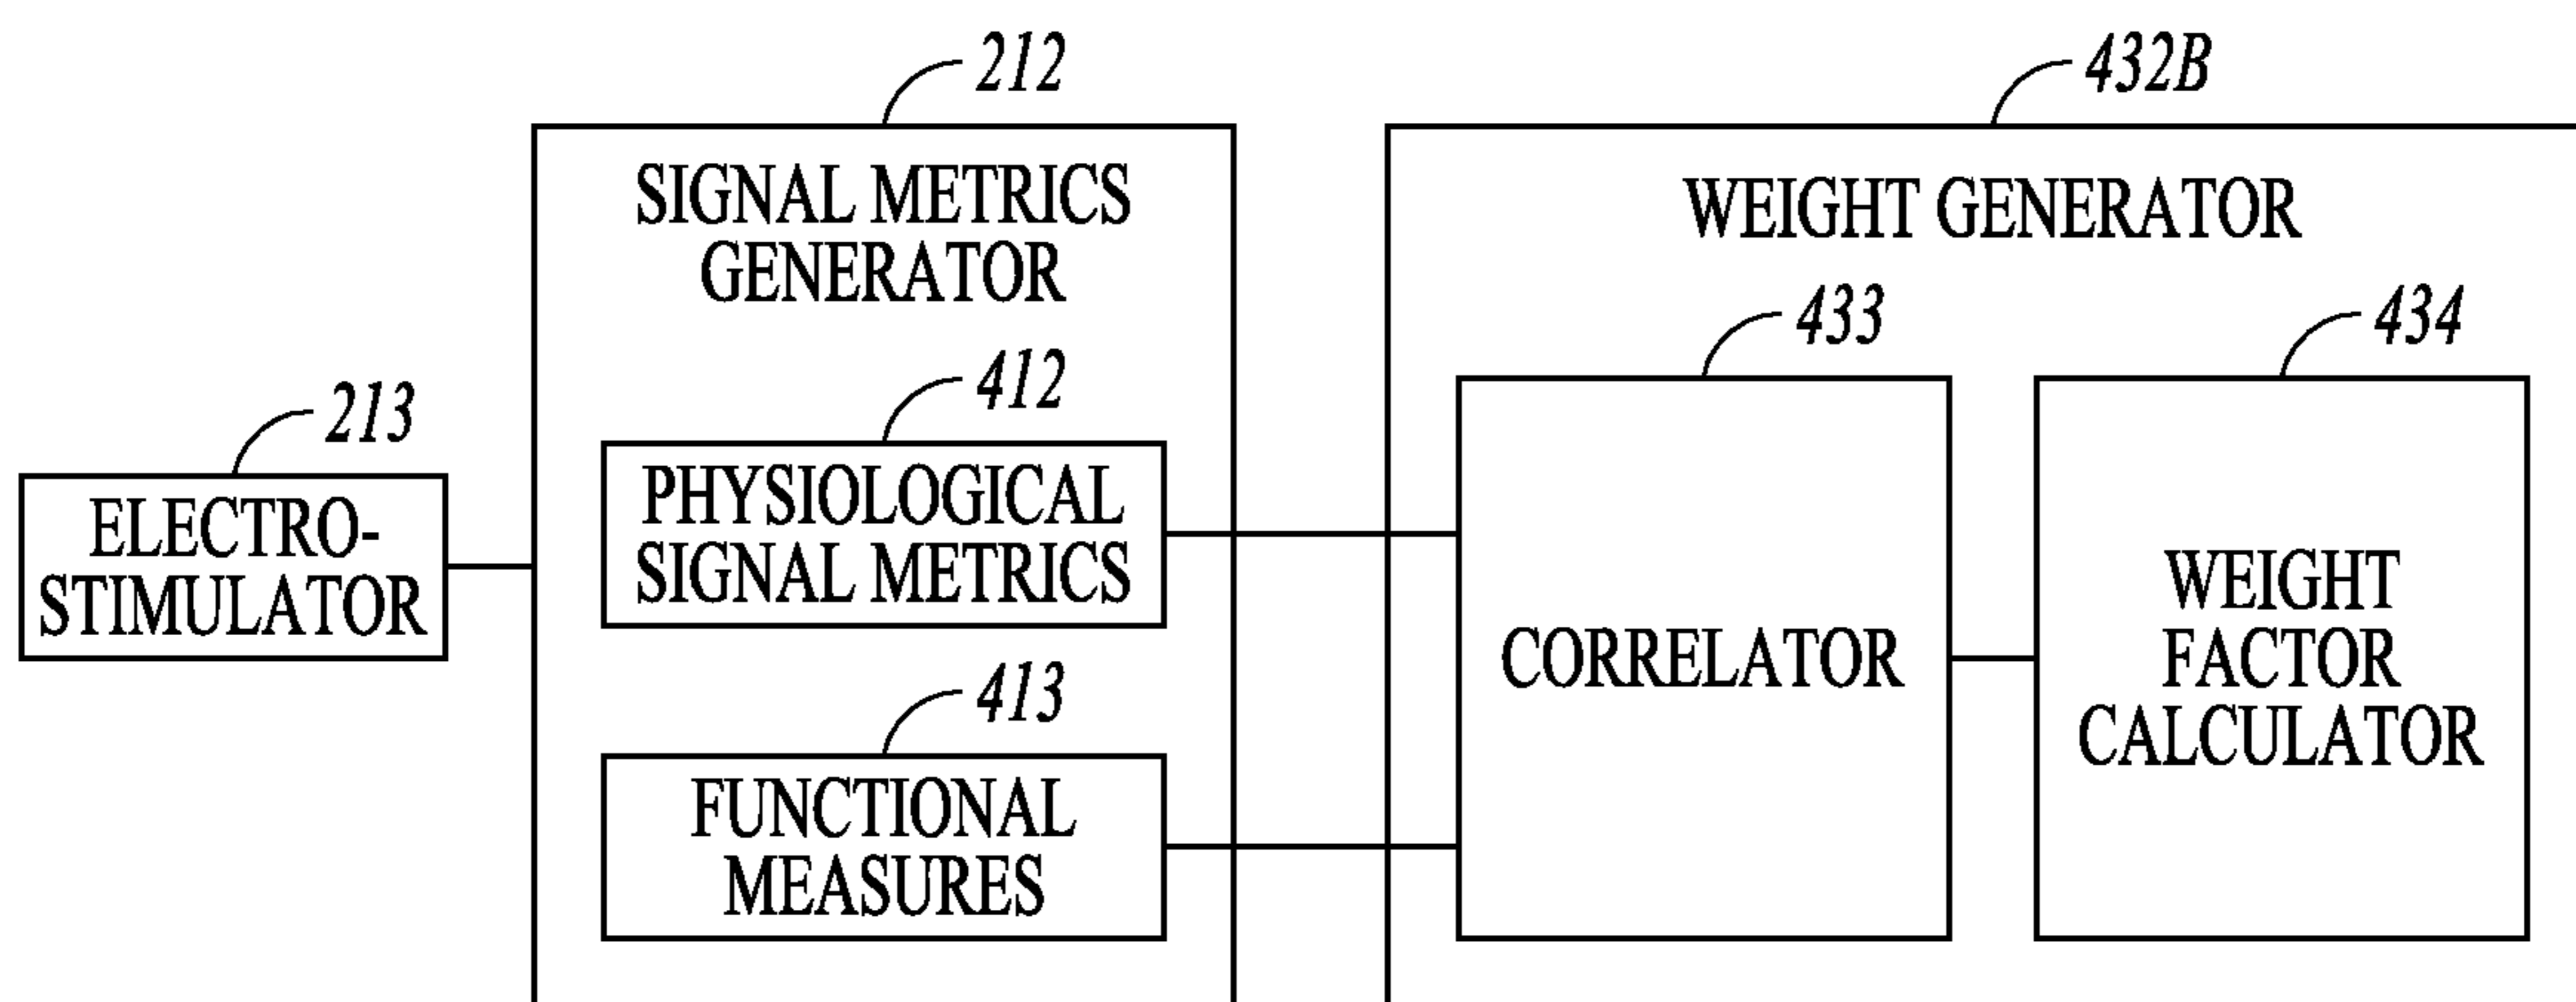 212
432B
SIGNAL METRICS
GENERATOR
WEIGHT GENERATOR
433
434
412
213
PHYSIOLOGICAL
SIGNAL METRICS
ELECTRO-
STIMULATOR
CORRELATOR
WEIGHT
FACTOR
CALCULATOR
413
FUNCTIONAL
MEASURES